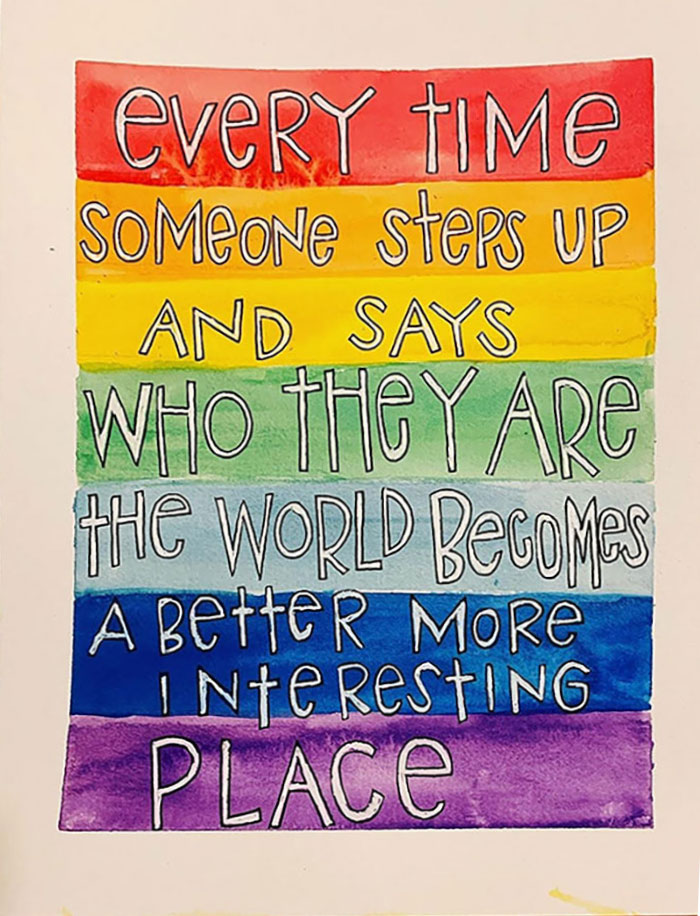 EVERY TIME
SOMEONE STEPS UP
AND SAYS
WHO THEY ARE
THE WORLD BECOMES
A BETTER MORE
INTERESTING
PLACE